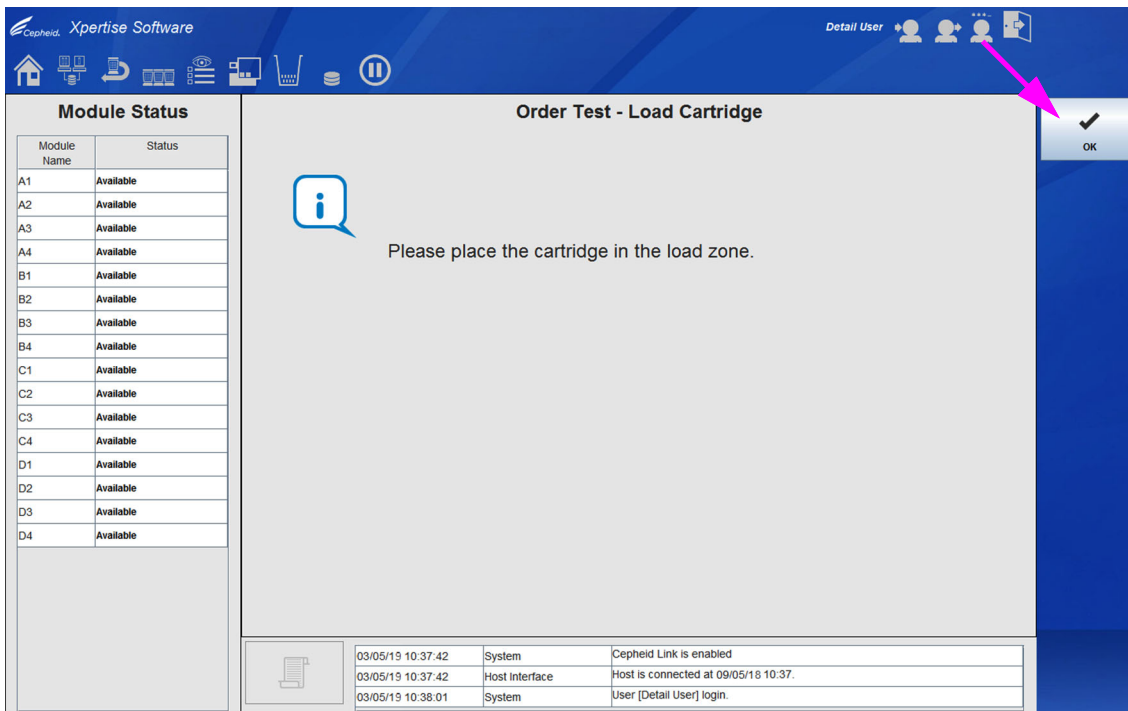 Cepheid. Xpertise Software
Detail User
Module Status
Module Name Status
A1 Available
A2 Available
A3 Available
A4 Available
B1 Available
B2 Available
B3 Available
B4 Available
C1 Available
C2 Available
C3 Available
C4 Available
D1 Available
D2 Available
D3 Available
D4 Available
Order Test - Load Cartridge
Please place the cartridge in the load zone.
OK
03/05/19 10:37:42 System Cepheid Link is enabled
03/05/19 10:37:42 Host Interface Host is connected at 09/05/18 10:37.
03/05/19 10:38:01 System User [Detail User] login.